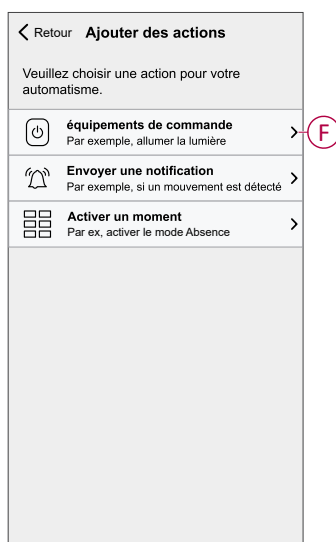 Retour Ajouter des actions
Veuillez choisir une action pour votre
automatisme.
équipements de commande
Par exemple, allumer la lumière
F
Envoyer une notification
Par exemple, si un mouvement est détecté
Activer un moment
Par ex, activer le mode Absence